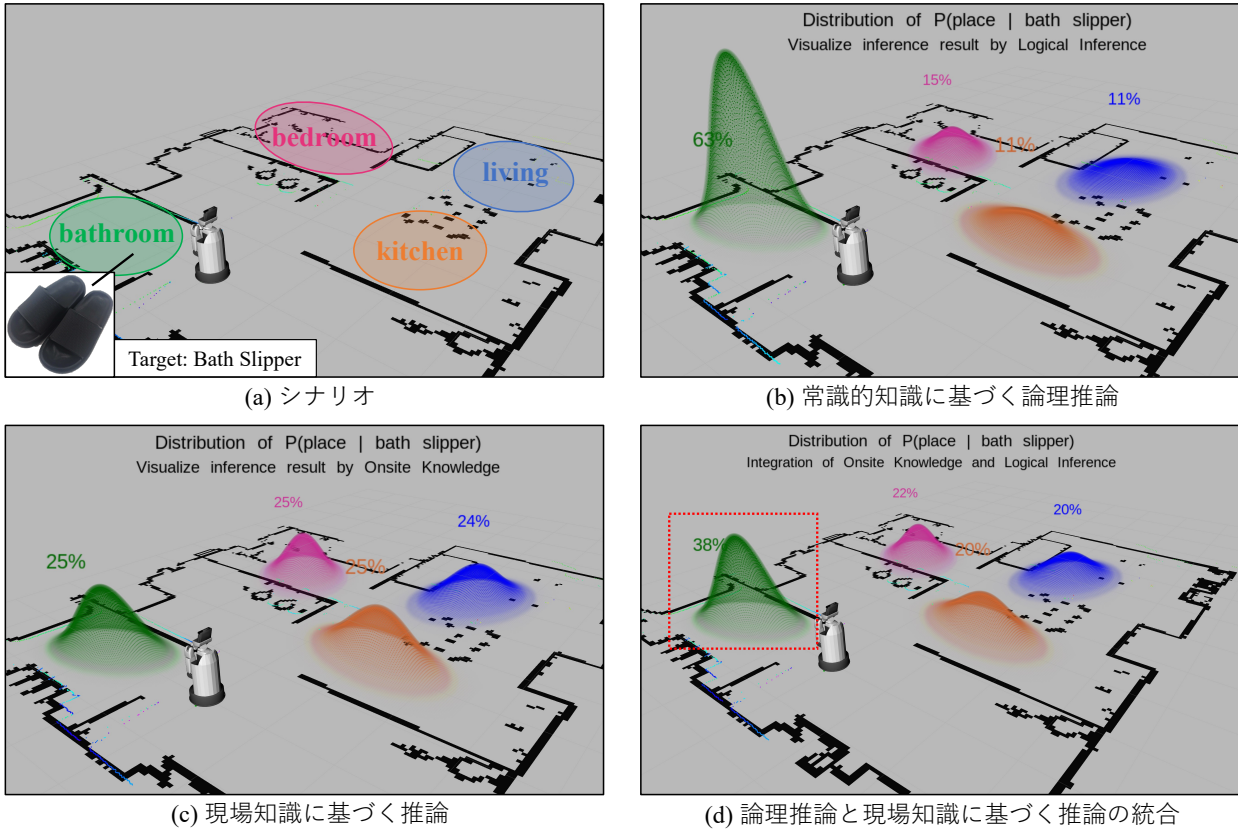 bedroom
living
bathroom
kitchen
Target: Bath Slipper
(a) シナリオ
Distribution of P(place | bath slipper)
Visualize inference result by Logical Inference
15%
11%
63%
11%
(b) 常識的知識に基づく論理推論
Distribution of P(place | bath slipper)
Visualize inference result by Onsite Knowledge
25%
24%
25%
25%
(c) 現場知識に基づく推論
Distribution of P(place | bath slipper)
Integration of Onsite Knowledge and Logical Inference
22%
20%
38%
20%
(d) 論理推論と現場知識に基づく推論の統合